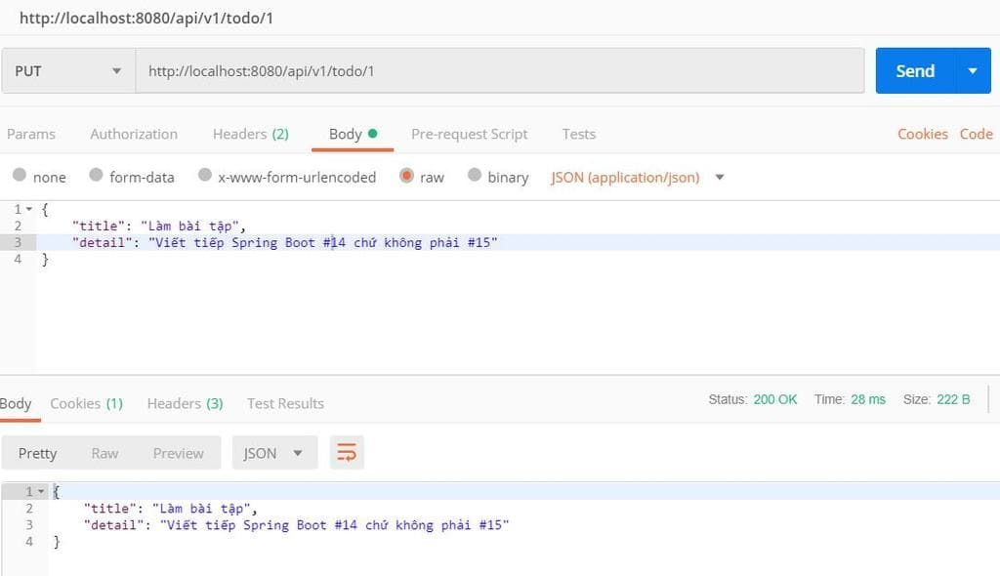 http://localhost:8080/api/v1/todo/1
PUT http://localhost:8080/api/v1/todo/1 Send
Params Authorization Headers (2) Body Pre-request Script Tests Cookies Code
none form-data x-www-form-urlencoded raw binary JSON (application/json)
1 {
2 "title": "Làm bài tập",
3 "detail": "Viết tiếp Spring Boot #14 chứ không phải #15"
4 }
Body Cookies (1) Headers (3) Test Results Status: 200 OK Time: 28 ms Size: 222 B
Pretty Raw Preview JSON
1 {
2 "title": "Làm bài tập",
3 "detail": "Viết tiếp Spring Boot #14 chứ không phải #15"
4 }